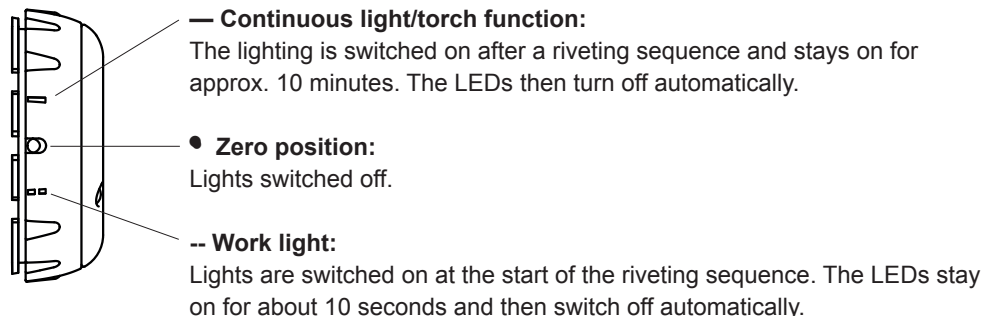 — Continuous light/torch function:
The lighting is switched on after a riveting sequence and stays on for
approx. 10 minutes. The LEDs then turn off automatically.
• Zero position:
Lights switched off.
-- Work light:
Lights are switched on at the start of the riveting sequence. The LEDs stay
on for about 10 seconds and then switch off automatically.